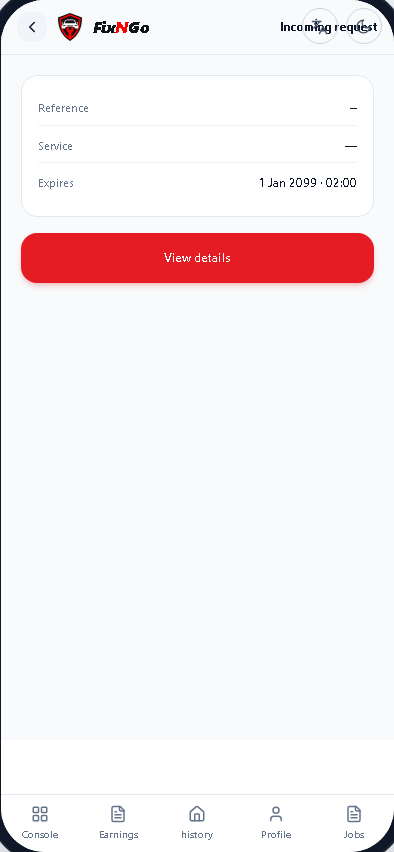 FixNGo
Incoming request
Reference –
Service —
Expires 1 Jan 2099 · 02:00
View details
Console Earnings history Profile Jobs